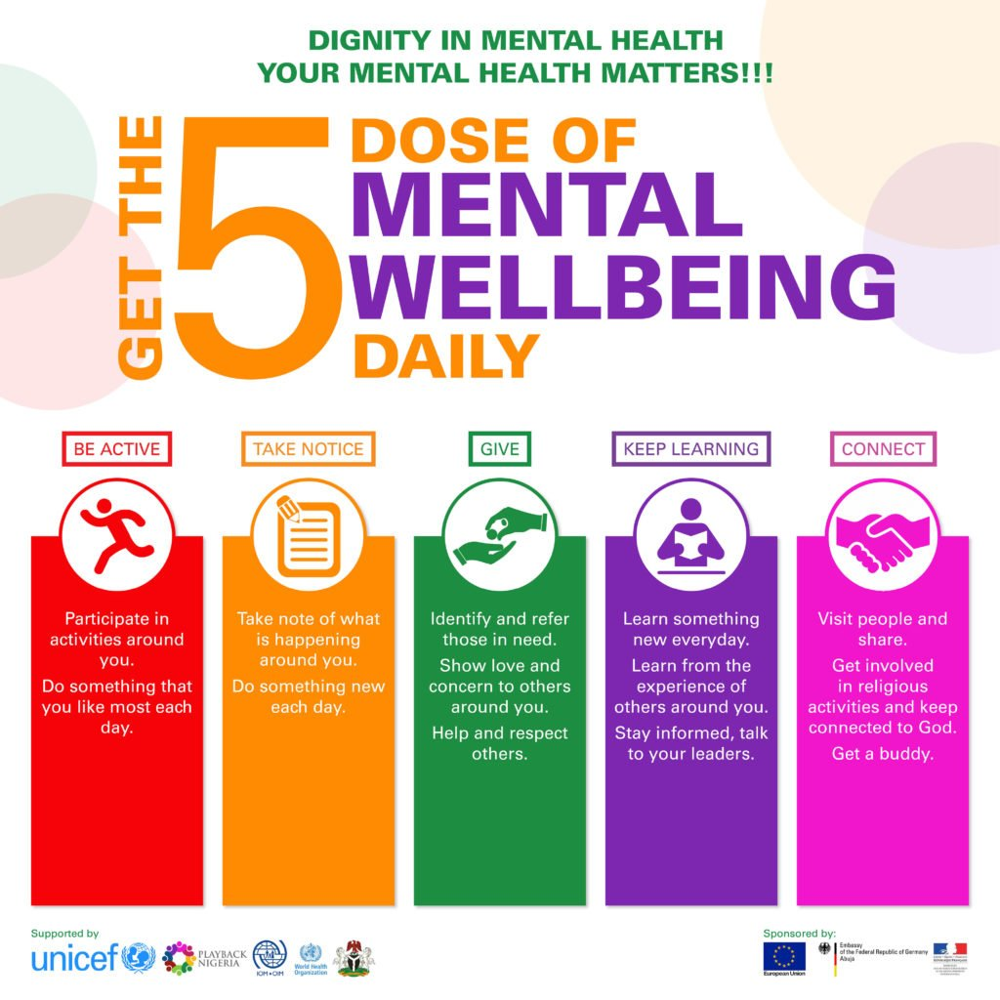 DIGNITY IN MENTAL HEALTH
YOUR MENTAL HEALTH MATTERS!!!
GET THE
5
DOSE OF
MENTAL
WELLBEING
DAILY
BE ACTIVE
Participate in
activities around
you.
Do something that
you like most each
day.
TAKE NOTICE
Take note of what
is happening
around you.
Do something new
each day.
GIVE
Identify and refer
those in need.
Show love and
concern to others
around you.
Help and respect
others.
KEEP LEARNING
Learn something
new everyday.
Learn from the
experience of
others around you.
Stay informed, talk
to your leaders.
CONNECT
Visit people and
share.
Get involved
in religious
activities and keep
connected to God.
Get a buddy.
Supported by
unicef
PLAYBACK
NIGERIA
IOM•OIM
World Health
Organization
Sponsored by:
European Union
Embassy
of the Federal Republic of Germany
Abuja